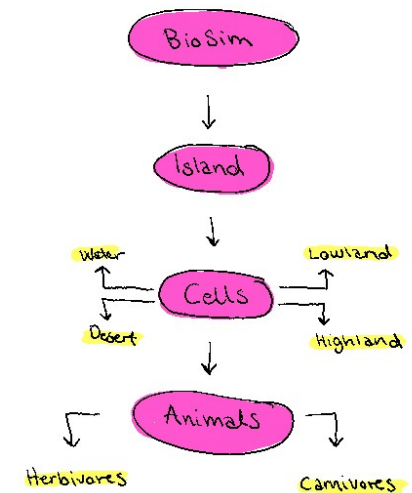 BioSim
Island
Water
Lowland
Cells
Desert
Highland
Animals
Herbivores
Carnivores